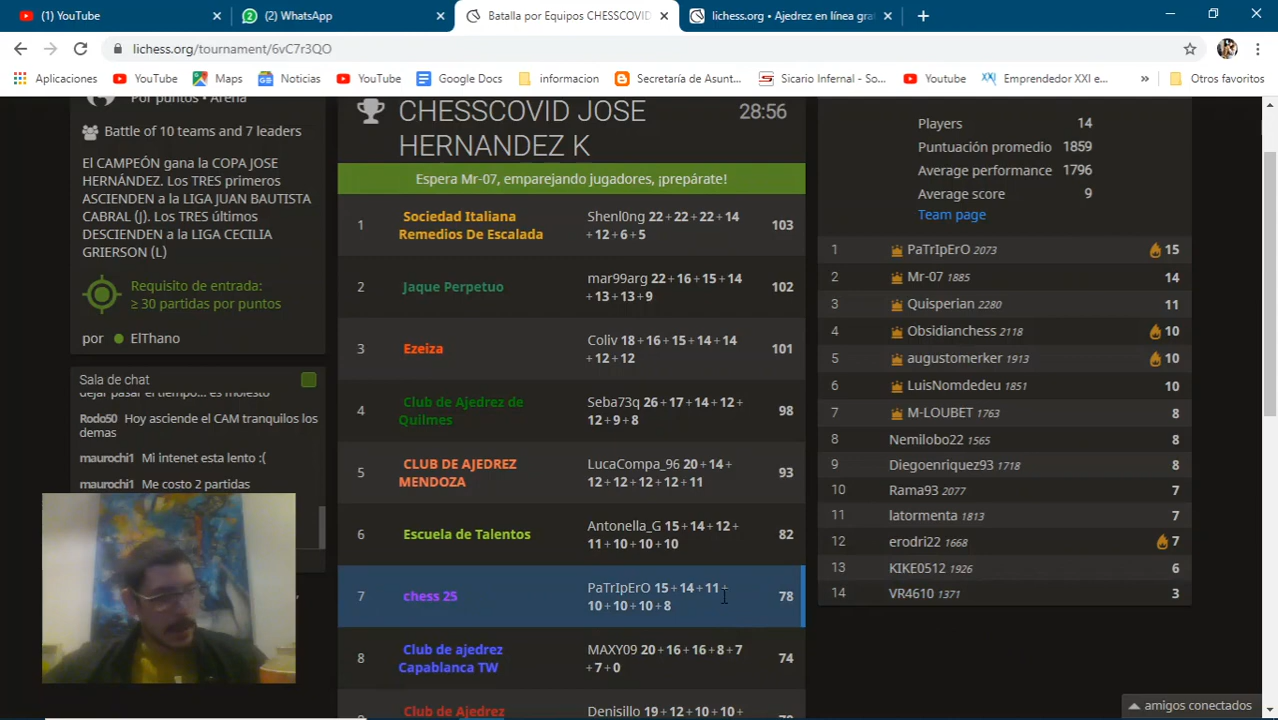 (1) YouTube
WhatsApp
Batalla por Equipos CHESSCOVID
lichess.org • Ajedrez en línea gra
lichess.org/tournament/6vC7r3QO
Aplicaciones
YouTube
Maps
Noticias
YouTube
Google Docs
informacion
Secretaría de Asunt...
Sicario Infernal - So...
Youtube
Emprendedor XXI e...
»
Otros favoritos
Por puntos • Arena
Battle of 10 teams and 7 leaders
El CAMPEÓN gana la COPA JOSE
HERNÁNDEZ. Los TRES primeros
ASCIENDEN a la LIGA JUAN BAUTISTA
CABRAL (J). Los TRES últimos
DESCIENDEN a la LIGA CECILIA
GRIERSON (L)
Requisito de entrada:
≥ 30 partidas por puntos
por ElThano
Sala de chat
dejar pasar el tiempo... es molesto
Rodo50 Hoy asciende el CAM tranquilos los
demas
maurochi1 Mi intenet esta lento :(
maurochi1 Me costo 2 partidas
CHESSCOVID JOSE
HERNANDEZ K
28:56
Espera Mr-07, emparejando jugadores, ¡prepárate!
1 Sociedad Italiana Remedios De Escalada Shenl0ng 22+22+22+14 +12+6+5 103
2 Jaque Perpetuo mar99arg 22+16+15+14 +13+13+9 102
3 Ezeiza Coliv 18+16+15+14+14 +12+12 101
4 Club de Ajedrez de Quilmes Seba73q 26+17+14+12+ 12+9+8 98
5 CLUB DE AJEDREZ MENDOZA LucaCompa_96 20+14+ 12+12+12+12+11 93
6 Escuela de Talentos Antonella_G 15+14+12+ 11+10+10+10 82
7 chess 25 PaTrIpErO 15+14+11+ 10+10+10+8 78
8 Club de ajedrez Capablanca TW MAXY09 20+16+16+8+7 +7+0 74
Club de Ajedrez Denisillo 19+12+10+10+
Players 14
Puntuación promedio 1859
Average performance 1796
Average score 9
Team page
1 PaTrIpErO 2073 15
2 Mr-07 1885 14
3 Quisperian 2280 11
4 Obsidianchess 2118 10
5 augustomerker 1913 10
6 LuisNomdedeu 1851 10
7 M-LOUBET 1763 8
8 Nemilobo22 1565 8
9 Diegoenriquez93 1718 8
10 Rama93 2077 7
11 latormenta 1813 7
12 erodri22 1668 7
13 KIKE0512 1926 6
14 VR4610 1371 3
amigos conectados